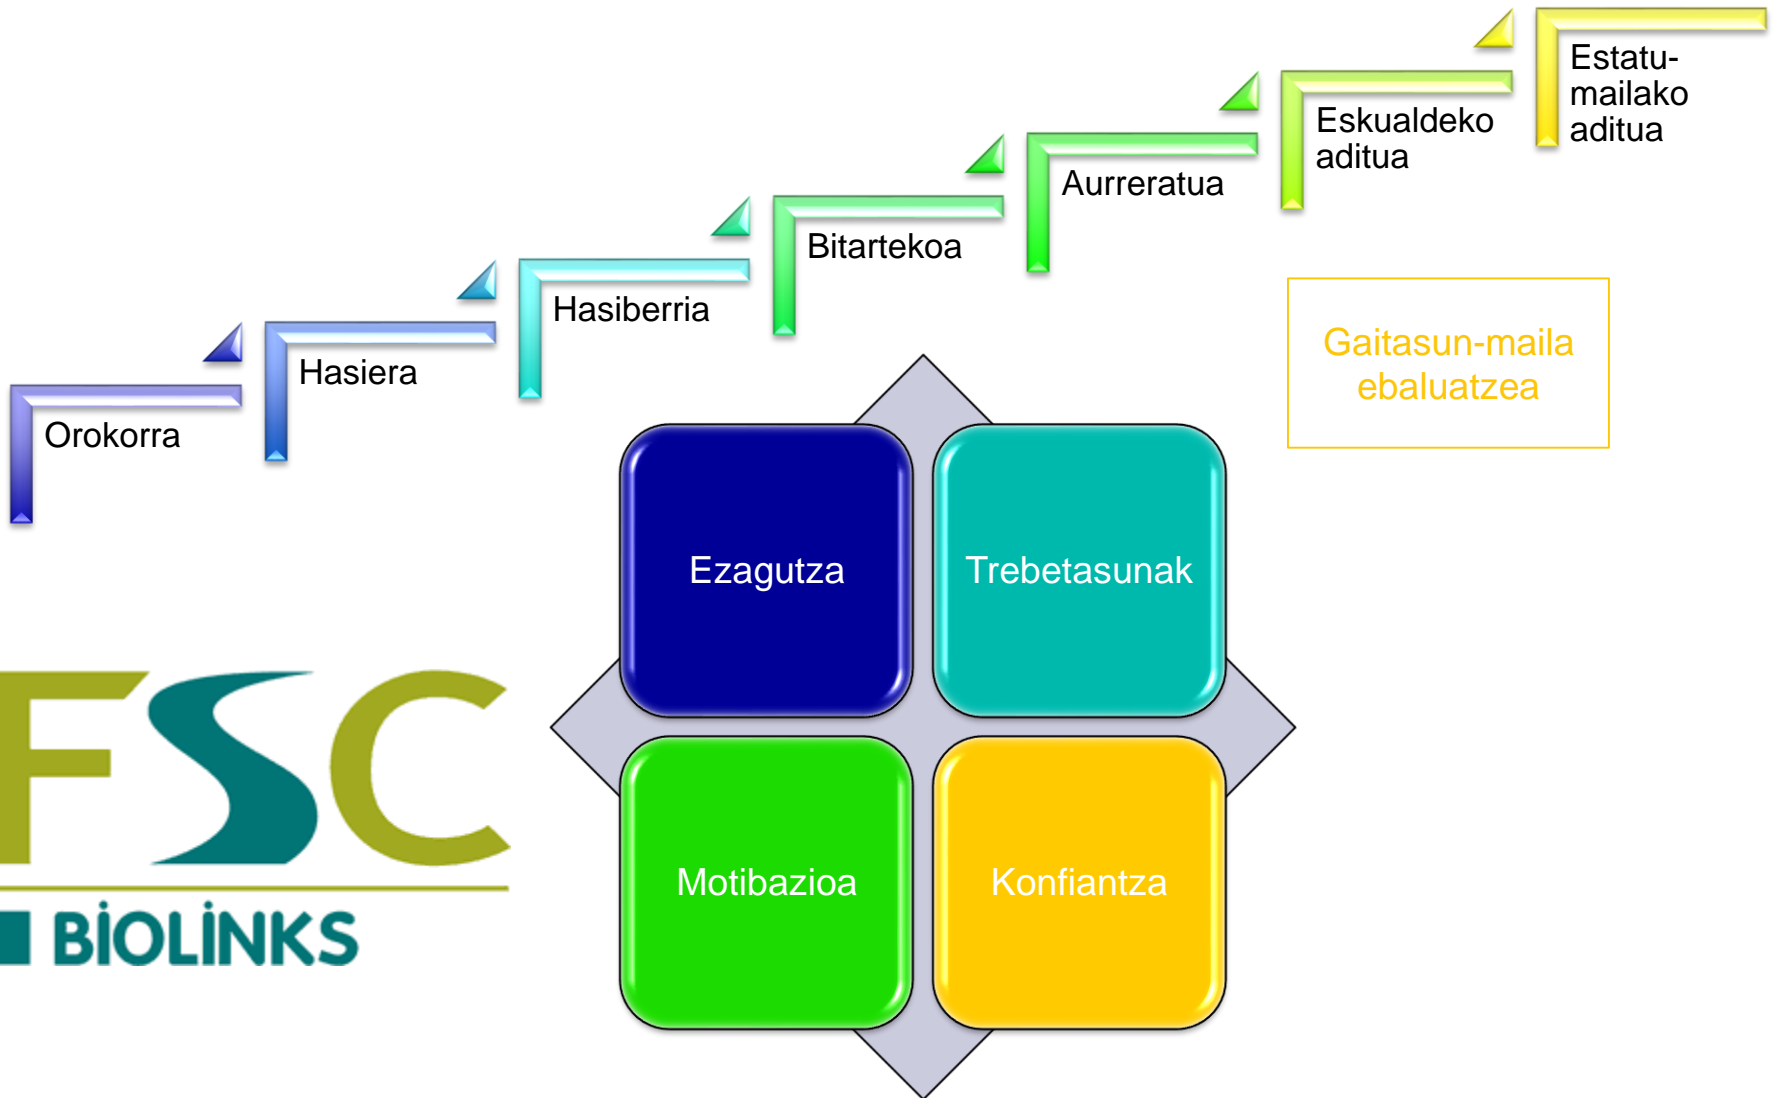 Estatu-
mailako
aditua
Eskualdeko
aditua
Aurreratua
Bitartekoa
Hasiberria
Hasiera
Orokorra
Gaitasun-maila
ebaluatzea
Ezagutza
Trebetasunak
Motibazioa
Konfiantza
FSC
BIOLINKS